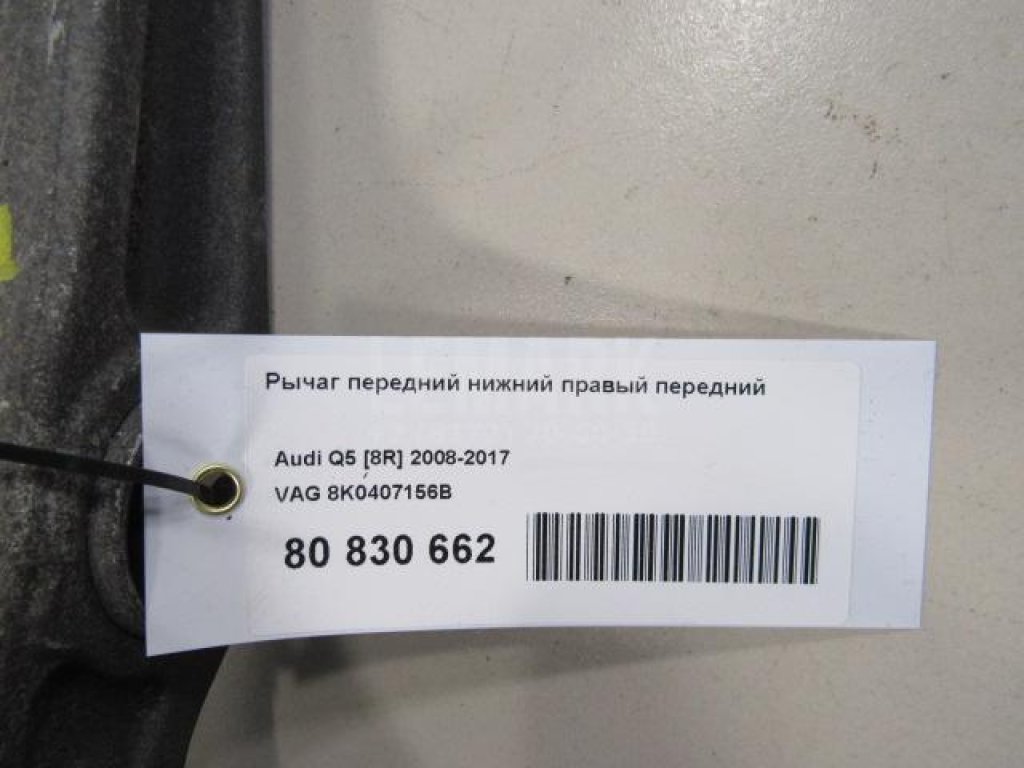 Рычаг передний нижний правый передний
Audi Q5 [8R] 2008-2017
VAG 8K0407156B
80 830 662